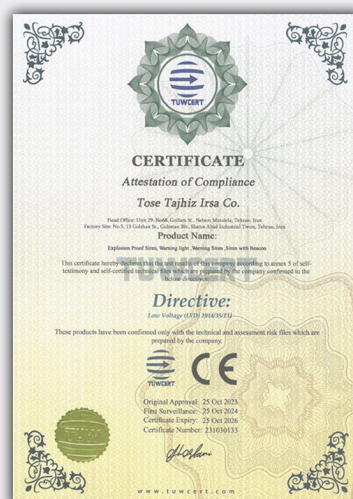 TUWCERT
CERTIFICATE
Attestation of Compliance
Tose Tajhiz Irsa Co.
Head Office: Unit 29, No68, Golfam St., Nelson Mandela, Tehran, Iran
Factory Site: No.5, 13 Golshan St., Golestan Blv, Shams Abad Industrial Town, Tehran, Iran
Product Name:
Explosion Proof Siren, Warning light ,Warning Siren ,Siren with Beacon
This certificate hereby declares that the test results of this company according to annex 5 of self-
testimony and self-certified technical files which are prepared by the company confirmed to the
below directives:
TUWCERT
Directive:
Low Voltage (LVD) 2014/35/EU
These products have been confirmed only with the technical and assessment risk files which are
prepared by the company.
TUWCERT
CE
Original Approval: 25 Oct 2023
First Surveillance: 25 Oct 2024
Certificate Expiry: 25 Oct 2026
Certificate Number: 231030133
www.tuwcert.com